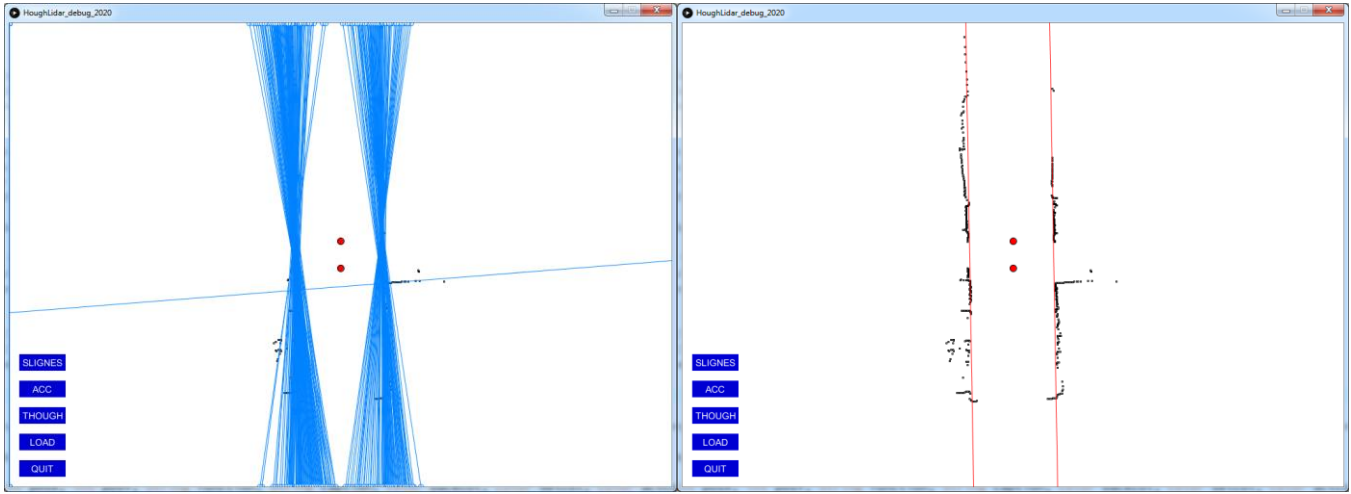 HoughLidar_debug_2020
SLIGNES
ACC
THOUGH
LOAD
QUIT
HoughLidar_debug_2020
SLIGNES
ACC
THOUGH
LOAD
QUIT